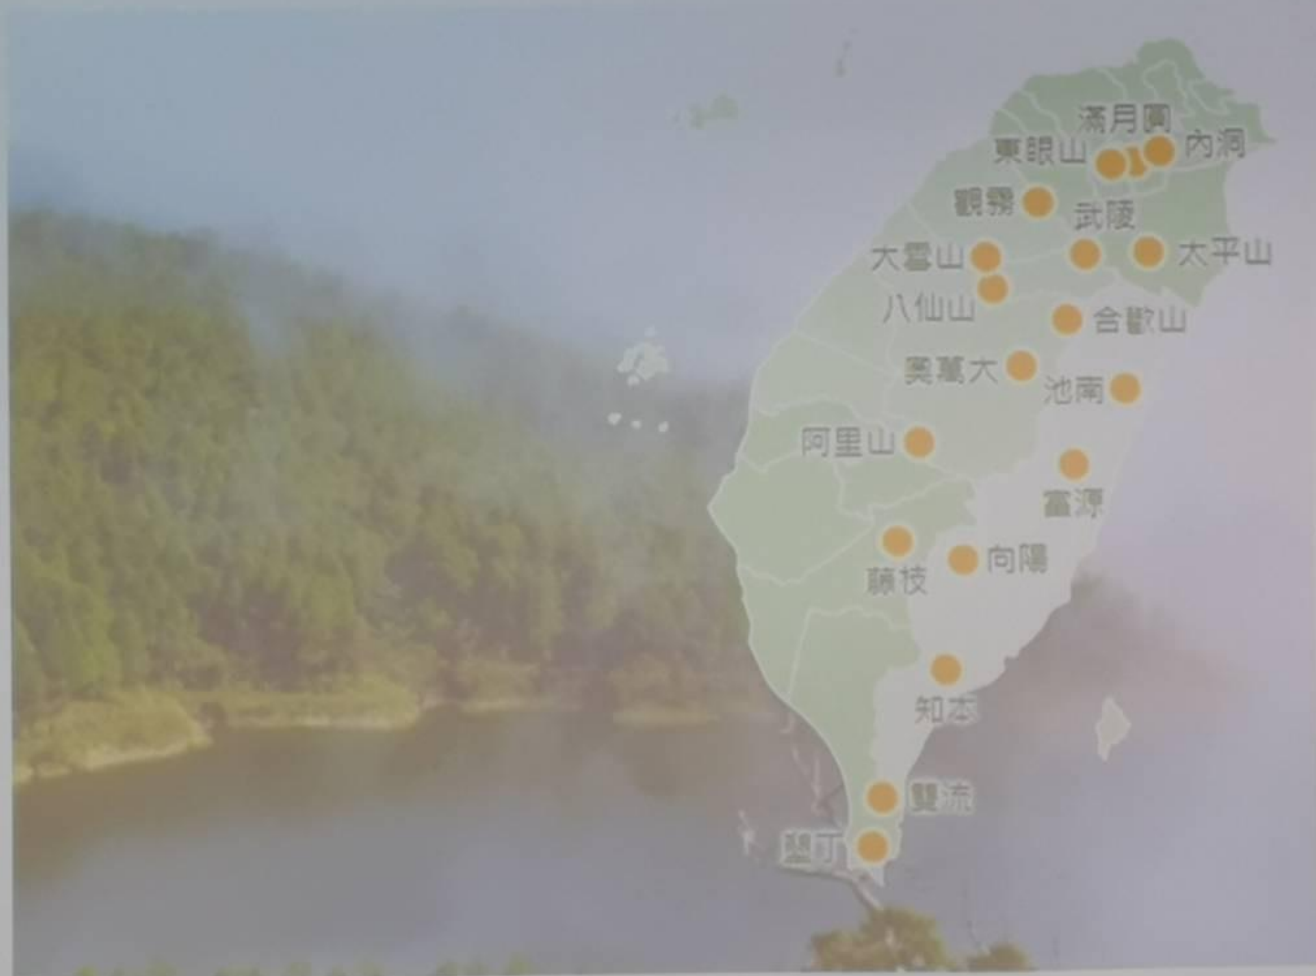 滿月圓
東眼山
內洞
觀霧
武陵
大雪山
太平山
八仙山
合歡山
奧萬大
池南
阿里山
富源
藤枝
向陽
知本
雙流
墾丁